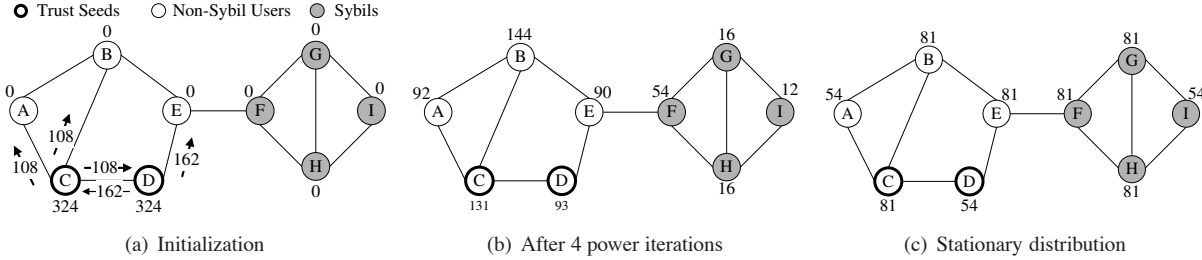 Trust Seeds Non-Sybil Users Sybils
0 0
B G
0 0 0 0
A E F I
108 108 162
108
C D H
162
324 324 0
(a) Initialization
144 16
B G
92 90 54 12
A E F I
C D H
131 93 16
(b) After 4 power iterations
81 81
B G
54 81 81 54
A E F I
C D H
81 54 81
(c) Stationary distribution